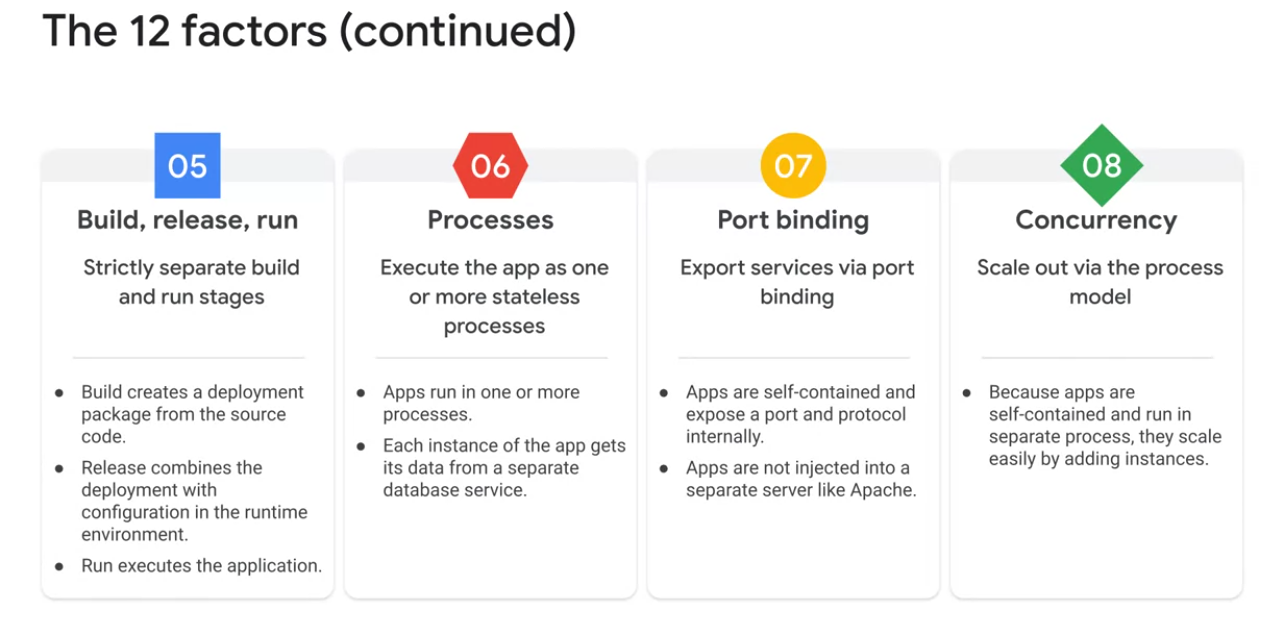 The 12 factors (continued)
05
Build, release, run
Strictly separate build
and run stages
● Build creates a deployment
package from the source
code.
● Release combines the
deployment with
configuration in the runtime
environment.
● Run executes the application.
06
Processes
Execute the app as one
or more stateless
processes
● Apps run in one or more
processes.
● Each instance of the app gets
its data from a separate
database service.
07
Port binding
Export services via port
binding
● Apps are self-contained and
expose a port and protocol
internally.
● Apps are not injected into a
separate server like Apache.
08
Concurrency
Scale out via the process
model
● Because apps are
self-contained and run in
separate process, they scale
easily by adding instances.